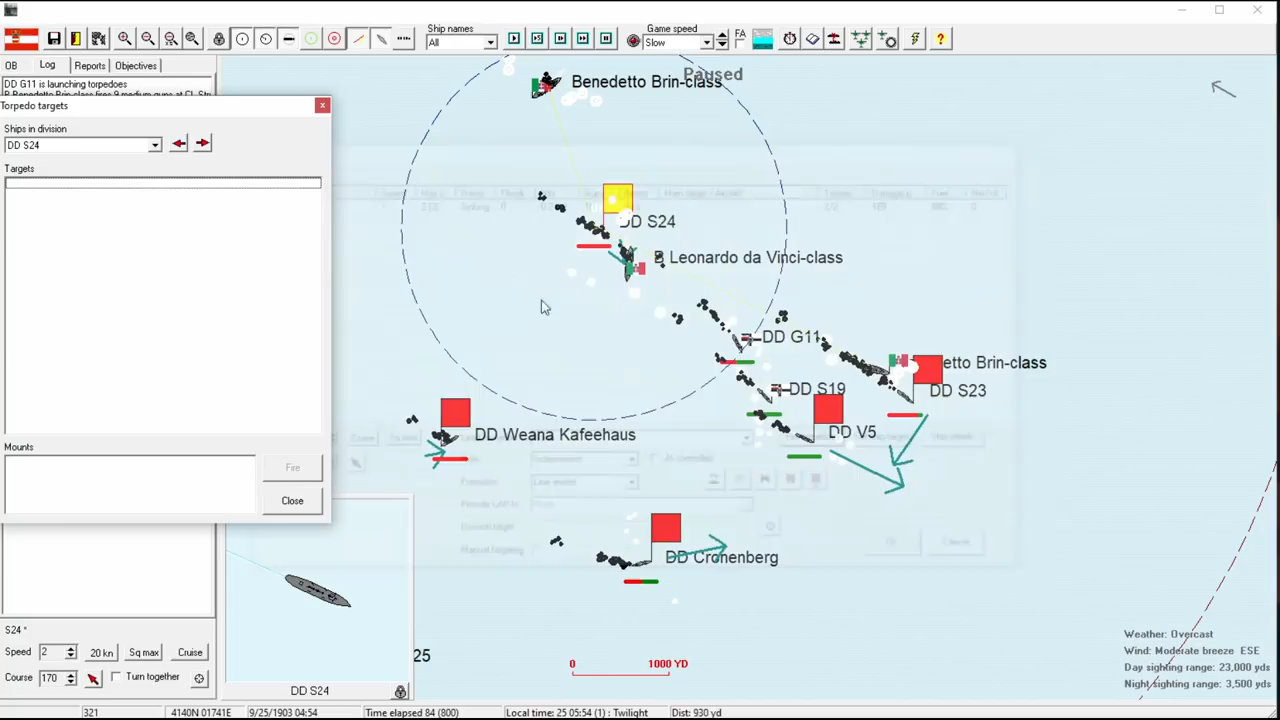 Ship names
All
Game speed
Slow
FA
OB Log Reports Objectives
DD G11 is launching torpedoes
Torpedo targets
Ships in division
DD S24
Targets
Mounts
Fire
Close
Paused
Benedetto Brin-class
DD S24
B Leonardo da Vinci-class
DD G11
etto Brin-class
DD S19
DD S23
DD V5
DD Weana Kafeehaus
DD Cronenberg
25
0 1000 YD
Weather: Overcast
Wind: Moderate breeze ESE
Day sighting range: 23,000 yds
Night sighting range: 3,500 yds
S24 *
Speed 2 20 kn Sq max Cruise
Course 170 Turn together
DD S24
321 4140N 01741E 9/25/1903 04:54 Time elapsed 84 (800) Local time: 25 05:54 (1) : Twilight Dist: 930 yd